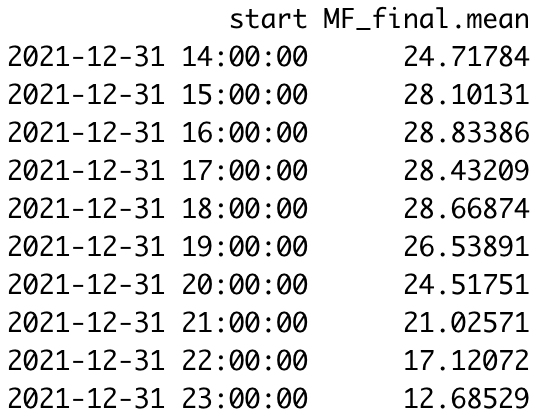 start MF_final.mean
2021-12-31 14:00:00 24.71784
2021-12-31 15:00:00 28.10131
2021-12-31 16:00:00 28.83386
2021-12-31 17:00:00 28.43209
2021-12-31 18:00:00 28.66874
2021-12-31 19:00:00 26.53891
2021-12-31 20:00:00 24.51751
2021-12-31 21:00:00 21.02571
2021-12-31 22:00:00 17.12072
2021-12-31 23:00:00 12.68529